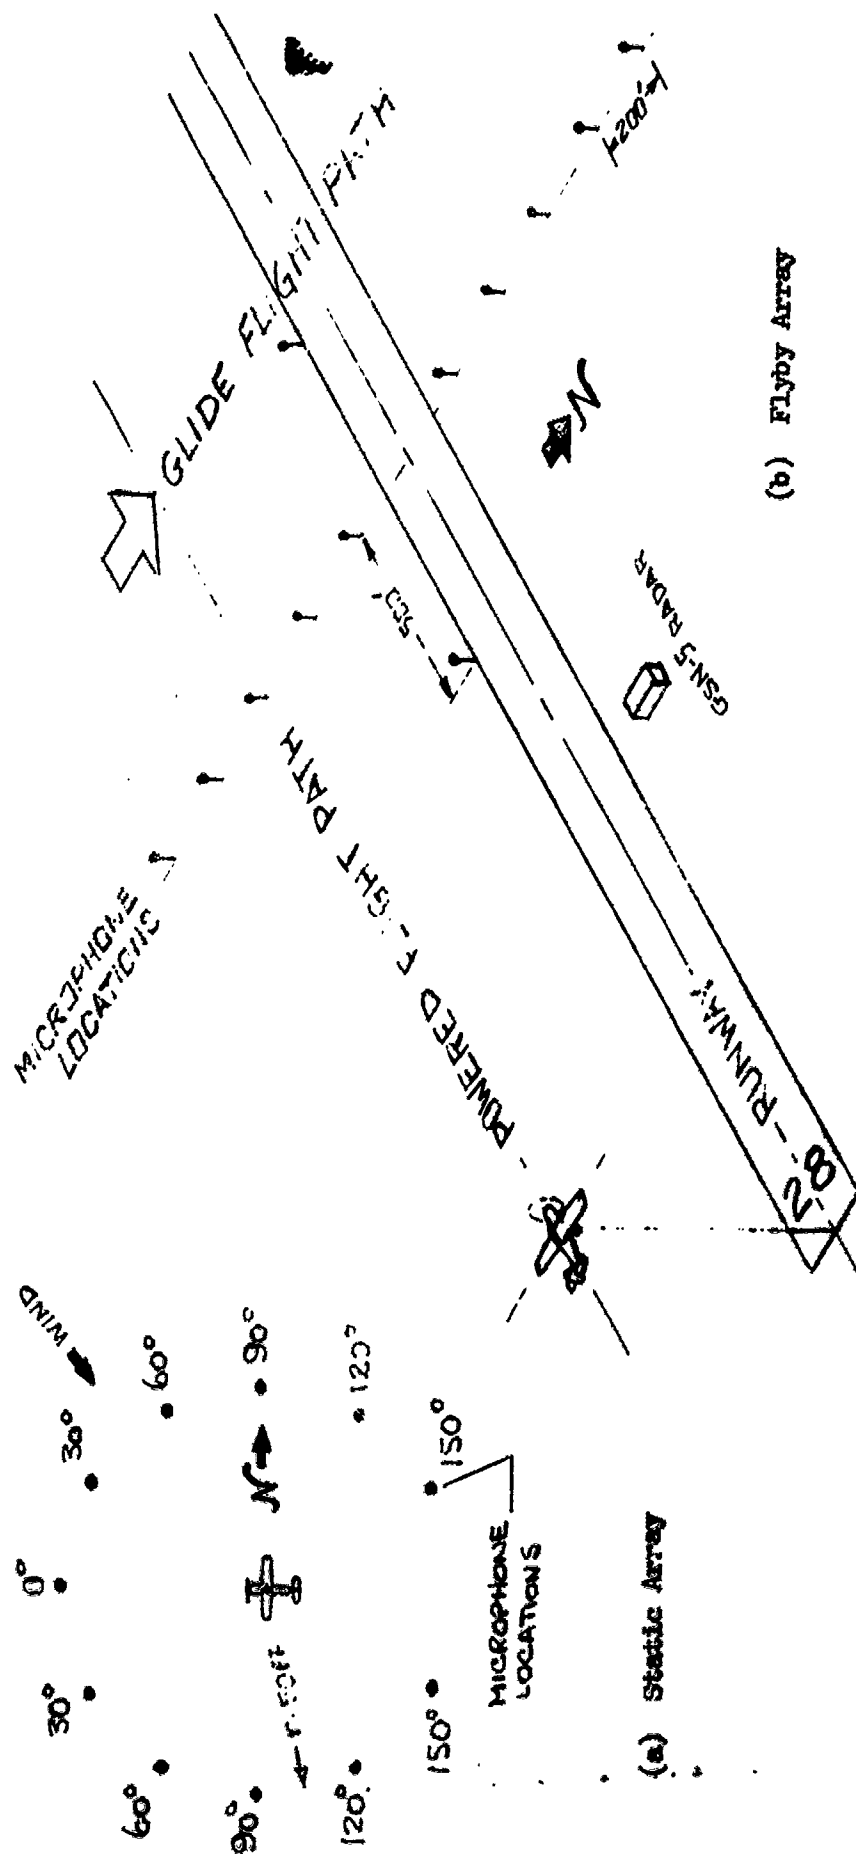 0°
30°
30°
WIND
60°
60°
90°
N
90°
120°
120°
150°
150°
MICROPHONE
LOCATIONS
(a) Static Array
MICROPHONE
LOCATIONS
GLIDE FLIGHT PATH
POWERED FLIGHT PATH
200'
28 - RUNWAY
N
GSN-5 RADAR
(b) Flyby Array